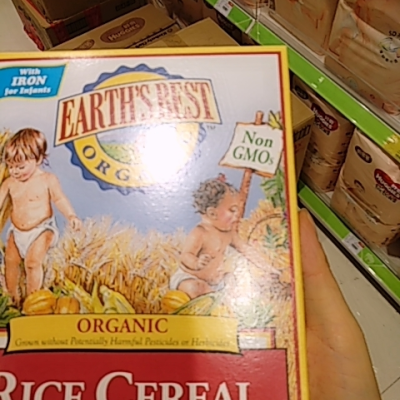 With
IRON
for Infants
EARTH'S BEST
ORGANIC
Non
GMOs
ORGANIC
Grown without Potentially Harmful Pesticides or Herbicides
RICE CEREAL